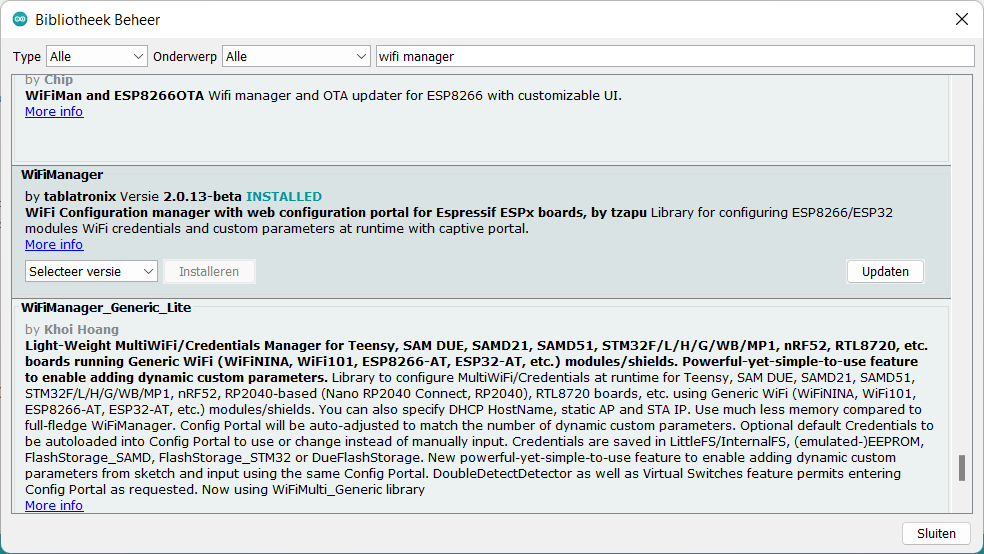 Bibliotheek Beheer
Type Alle Onderwerp Alle wifi manager
by Chip
WiFiMan and ESP8266OTA Wifi manager and OTA updater for ESP8266 with customizable UI.
More info
WiFiManager
by tablatronix Versie 2.0.13-beta INSTALLED
WiFi Configuration manager with web configuration portal for Espressif ESPx boards, by tzapu Library for configuring ESP8266/ESP32
modules WiFi credentials and custom parameters at runtime with captive portal.
More info
Selecteer versie Installeren Updaten
WiFiManager_Generic_Lite
by Khoi Hoang
Light-Weight MultiWiFi/Credentials Manager for Teensy, SAM DUE, SAMD21, SAMD51, STM32F/L/H/G/WB/MP1, nRF52, RTL8720, etc.
boards running Generic WiFi (WiFiNINA, WiFi101, ESP8266-AT, ESP32-AT, etc.) modules/shields. Powerful-yet-simple-to-use feature
to enable adding dynamic custom parameters. Library to configure MultiWiFi/Credentials at runtime for Teensy, SAM DUE, SAMD21, SAMD51,
STM32F/L/H/G/WB/MP1, nRF52, RP2040-based (Nano RP2040 Connect, RP2040), RTL8720 boards, etc. using Generic WiFi (WiFiNINA, WiFi101,
ESP8266-AT, ESP32-AT, etc.) modules/shields. You can also specify DHCP HostName, static AP and STA IP. Use much less memory compared to
full-fledge WiFiManager. Config Portal will be auto-adjusted to match the number of dynamic custom parameters. Optional default Credentials to
be autoloaded into Config Portal to use or change instead of manually input. Credentials are saved in LittleFS/InternalFS, (emulated-)EEPROM,
FlashStorage_SAMD, FlashStorage_STM32 or DueFlashStorage. New powerful-yet-simple-to-use feature to enable adding dynamic custom
parameters from sketch and input using the same Config Portal. DoubleDetectDetector as well as Virtual Switches feature permits entering
Config Portal as requested. Now using WiFiMulti_Generic library
More info
Sluiten